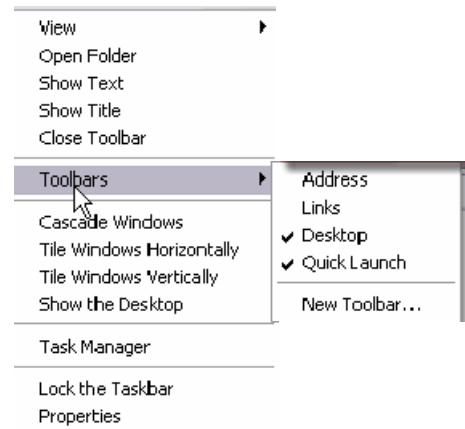 View
Open Folder
Show Text
Show Title
Close Toolbar
Toolbars
Cascade Windows
Tile Windows Horizontally
Tile Windows Vertically
Show the Desktop
Task Manager
Lock the Taskbar
Properties
Address
Links
Desktop
Quick Launch
New Toolbar...